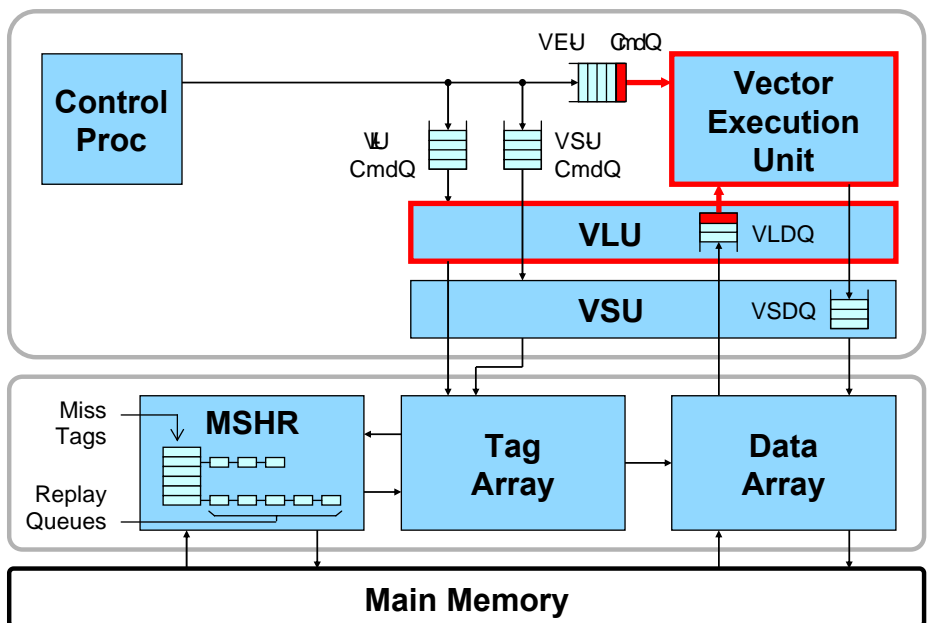 VEU CmdQ
Control
Proc
Vector
Execution
Unit
VLU
CmdQ
VSU
CmdQ
VLU
VLDQ
VSU
VSDQ
Miss
Tags
MSHR
Tag
Array
Data
Array
Replay
Queues
Main Memory